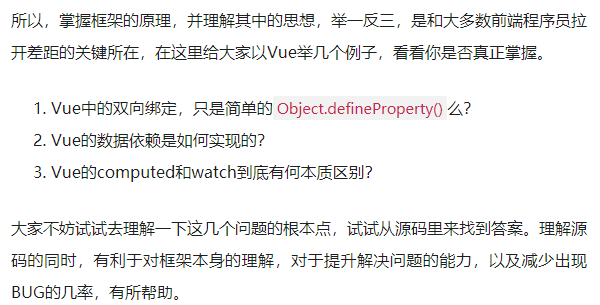 所以，掌握框架的原理，并理解其中的思想，举一反三，是和大多数前端程序员拉
开差距的关键所在，在这里给大家以Vue举几个例子，看看你是否真正掌握。
1. Vue中的双向绑定，只是简单的 Object.defineProperty() 么？
2. Vue的数据依赖是如何实现的？
3. Vue的computed和watch到底有何本质区别？
大家不妨试试去理解一下这几个问题的根本点，试试从源码里来找到答案。理解源
码的同时，有利于对框架本身的理解，对于提升解决问题的能力，以及减少出现
BUG的几率，有所帮助。